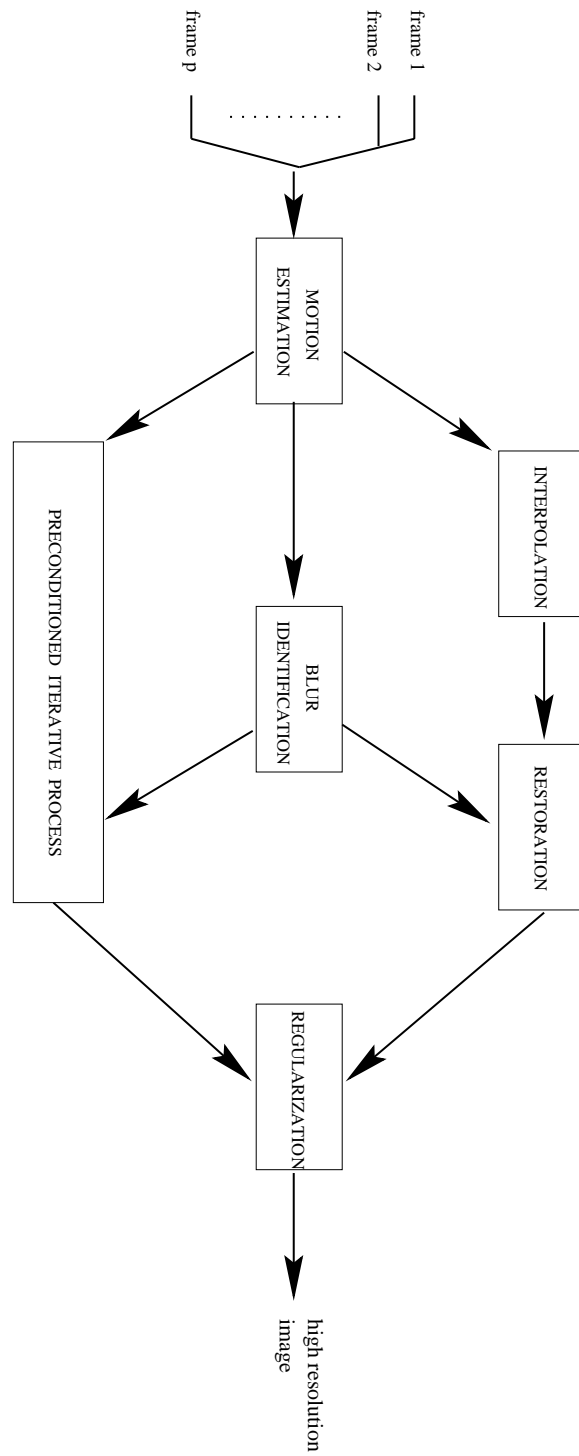 frame 1
frame 2
. . . . . . . . . .
frame p
MOTION
ESTIMATION
INTERPOLATION
BLUR
IDENTIFICATION
PRECONDITIONED ITERATIVE PROCESS
RESTORATION
REGULARIZATION
high resolution
image